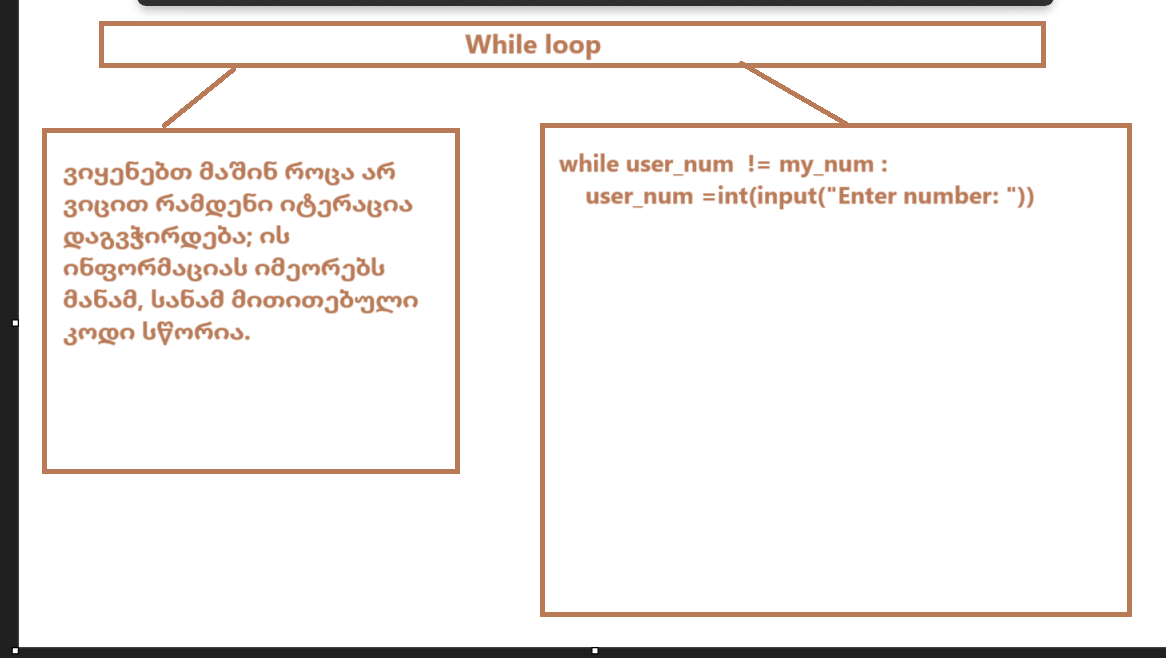 While loop
ვიყენებთ მაშინ როცა არ
ვიცით რამდენი იტერაცია
დაგვჭირდება; ის
ინფორმაციას იმეორებს
მანამ, სანამ მითითებული
კოდი სწორია.
while user_num != my_num :
user_num =int(input("Enter number: "))